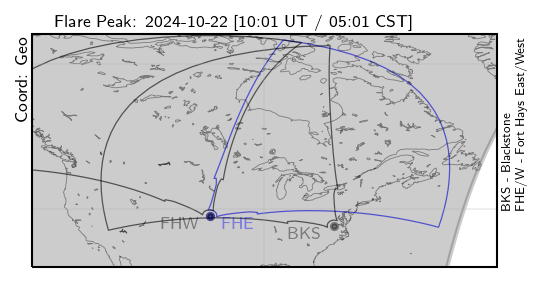 Flare Peak: 2024-10-22 [10:01 UT / 05:01 CST]
Coord: Geo
FHW
FHE
BKS
BKS - Blackstone
FHE/W - Fort Hays East/West